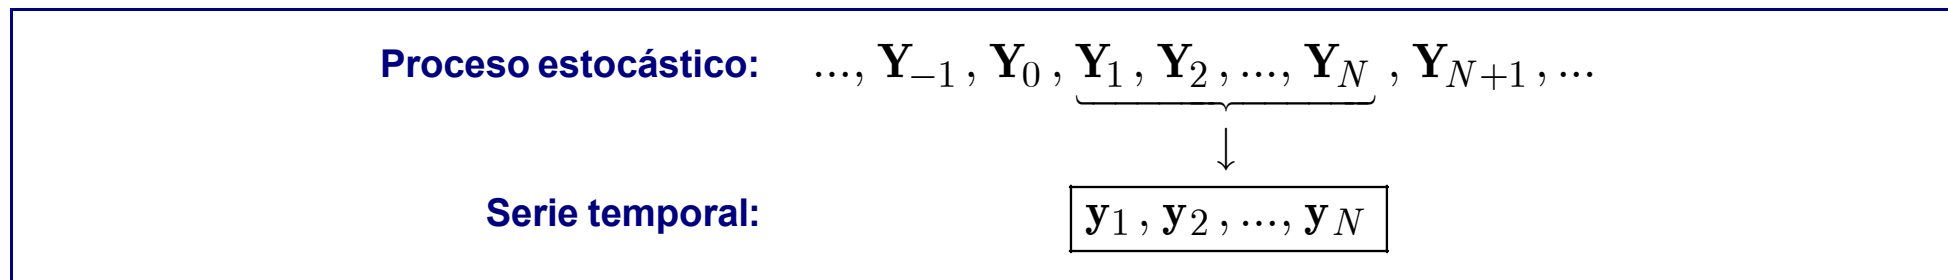 Proceso estocástico: ..., Y₋₁ , Y₀ , Y₁ , Y₂ , ..., Y_N , Y_{N+1} , ...
↓
Serie temporal: y₁ , y₂ , ..., y_N